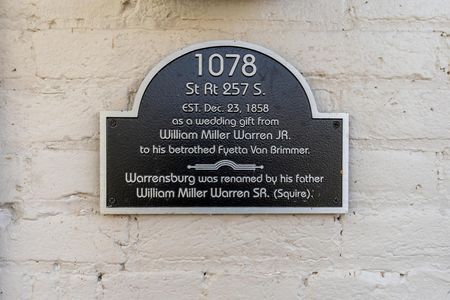 1078
St Rt 257 S.
EST. Dec. 23, 1858
as a wedding gift from
William Miller Warren JR.
to his betrothed Fyetta Van Brimmer.
Warrensburg was renamed by his father
William Miller Warren SR. (Squire).